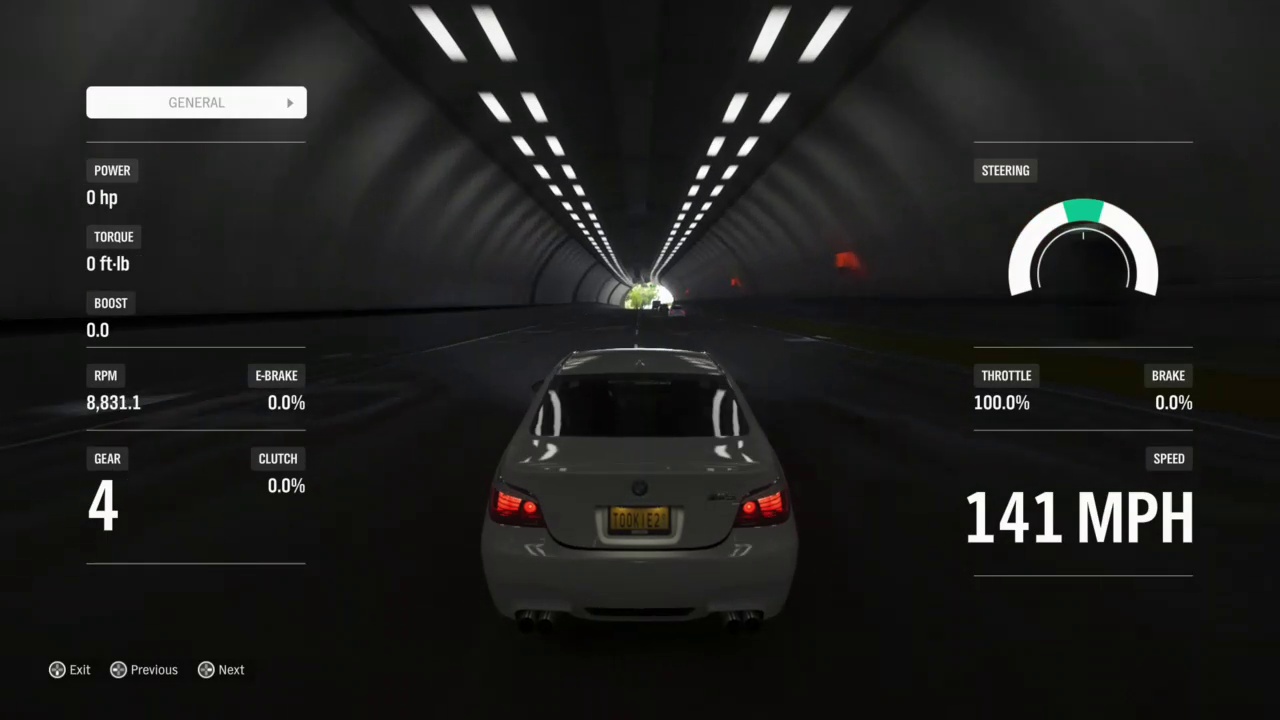 GENERAL
POWER
0 hp
TORQUE
0 ft·lb
BOOST
0.0
RPM
E-BRAKE
8,831.1
0.0%
GEAR
CLUTCH
4
0.0%
STEERING
THROTTLE
BRAKE
100.0%
0.0%
SPEED
141 MPH
TOOKIE2
Exit
Previous
Next